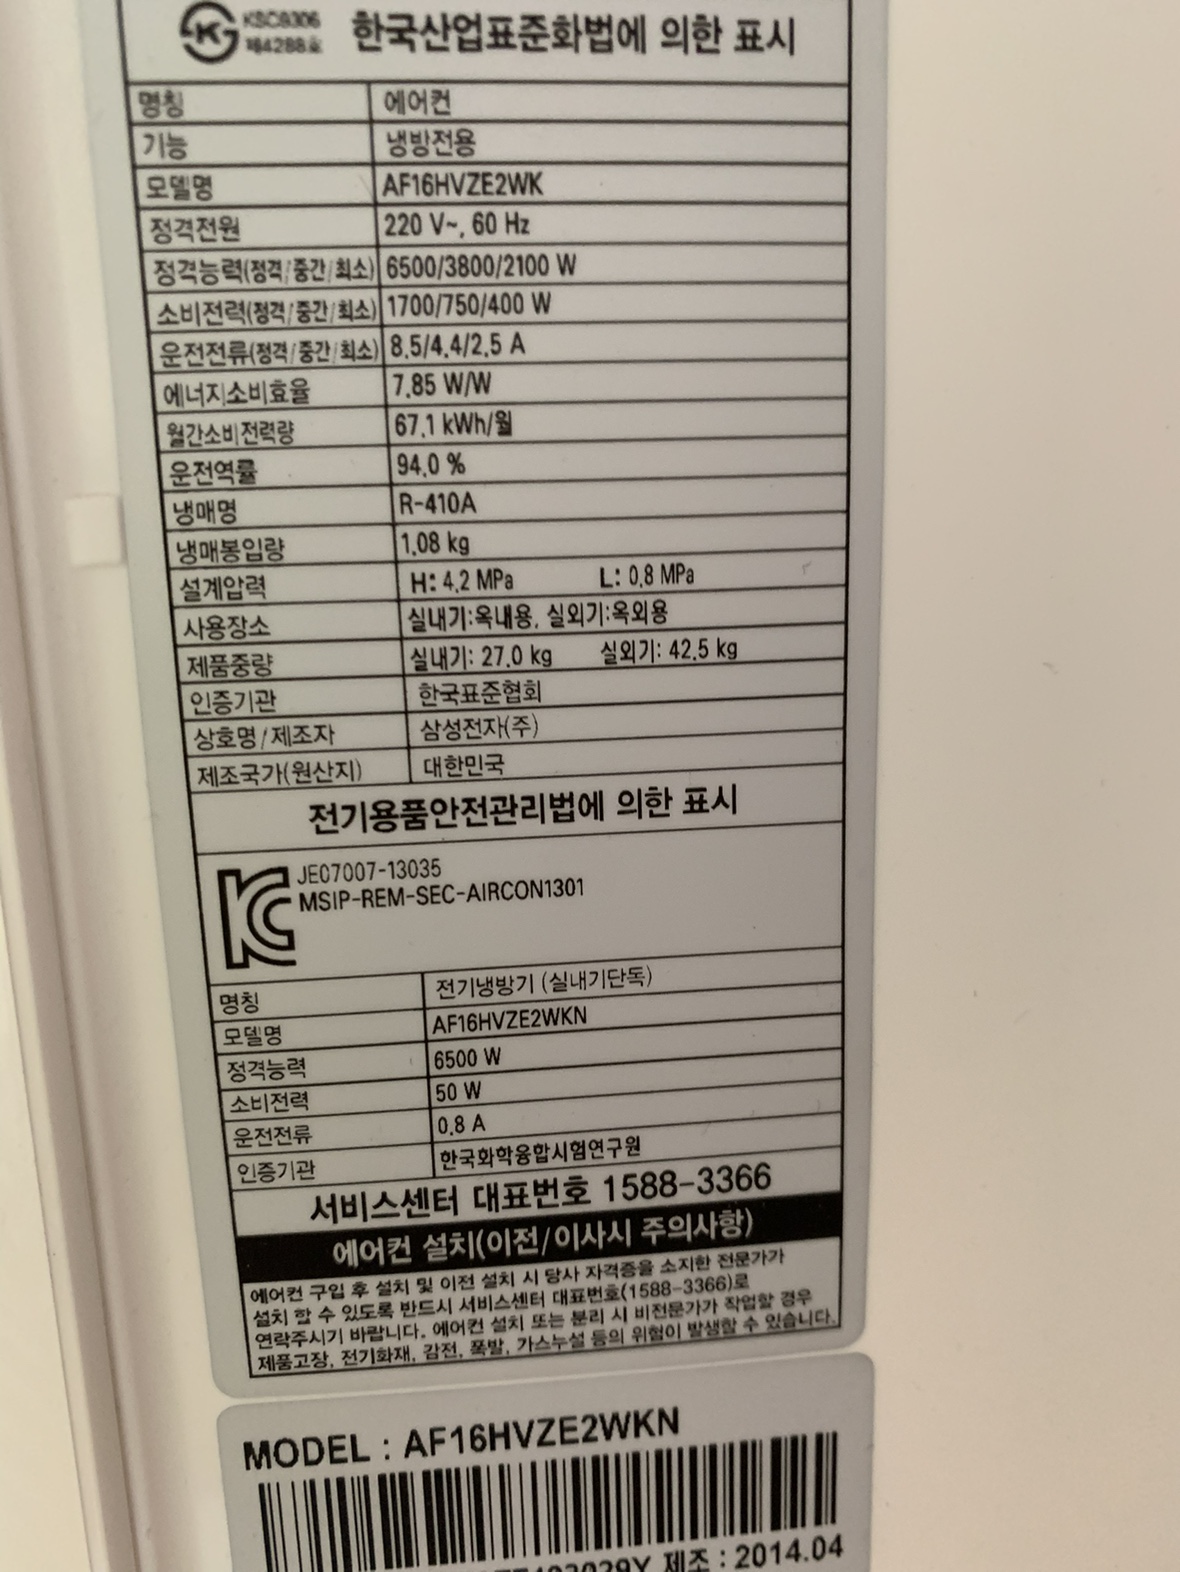 KSC9306
제4288호
한국산업표준화법에 의한 표시
명칭 에어컨
기능 냉방전용
모델명 AF16HVZE2WK
정격전원 220 V~, 60 Hz
정격능력(정격/중간/최소) 6500/3800/2100 W
소비전력(정격/중간/최소) 1700/750/400 W
운전전류(정격/중간/최소) 8.5/4.4/2.5 A
에너지소비효율 7.85 W/W
월간소비전력량 67.1 kWh/월
운전역률 94.0 %
냉매명 R-410A
냉매봉입량 1.08 kg
설계압력 H: 4.2 MPa L: 0.8 MPa
사용장소 실내기:옥내용, 실외기:옥외용
제품중량 실내기: 27.0 kg 실외기: 42.5 kg
인증기관 한국표준협회
상호명/제조자 삼성전자(주)
제조국가(원산지) 대한민국
전기용품안전관리법에 의한 표시
JE07007-13035
MSIP-REM-SEC-AIRCON1301
명칭 전기냉방기 (실내기단독)
모델명 AF16HVZE2WKN
정격능력 6500 W
소비전력 50 W
운전전류 0.8 A
인증기관 한국화학융합시험연구원
서비스센터 대표번호 1588-3366
에어컨 설치(이전/이사시 주의사항)
에어컨 구입 후 설치 및 이전 설치 시 당사 자격증을 소지한 전문가가
설치 할 수 있도록 반드시 서비스센터 대표번호(1588-3366)로
연락주시기 바랍니다. 에어컨 설치 또는 분리 시 비전문가가 작업할 경우
제품고장, 전기화재, 감전, 폭발, 가스누설 등의 위험이 발생할 수 있습니다.
MODEL : AF16HVZE2WKN
제조 : 2014.04